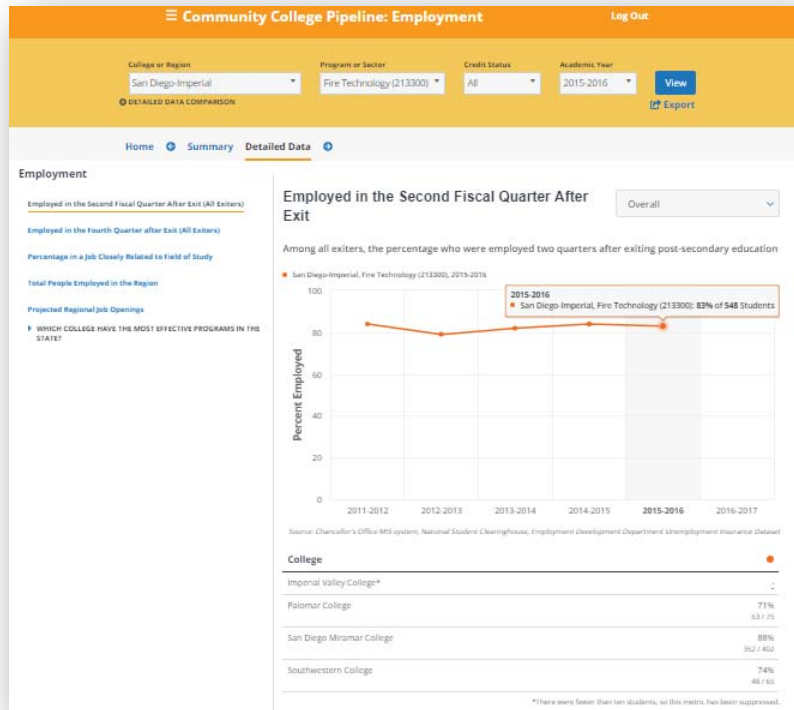 ☰ Community College Pipeline: Employment
Log Out
College or Region
Program or Sector
Credit Status
Academic Year
San Diego-Imperial
Fire Technology (213300)
All
2015-2016
View
DETAILED DATA COMPARISON
Export
Home
Summary
Detailed Data
Employment
Employed in the Second Fiscal Quarter After Exit (All Exiters)
Employed in the Fourth Quarter after Exit (All Exiters)
Percentage in a Job Closely Related to Field of Study
Total People Employed in the Region
Projected Regional Job Openings
WHICH COLLEGE HAVE THE MOST EFFECTIVE PROGRAMS IN THE
STATE?
Employed in the Second Fiscal Quarter After
Exit
Overall
Among all exiters, the percentage who were employed two quarters after exiting post-secondary education
San Diego-Imperial, Fire Technology (213300), 2015-2016
2015-2016
San Diego-Imperial, Fire Technology (213300): 83% of 548 Students
Percent Employed
100
80
60
40
20
0
2011-2012
2012-2013
2013-2014
2014-2015
2015-2016
2016-2017
Source: Chancellor's Office MIS system, National Student Clearinghouse, Employment Development Department Unemployment Insurance Dataset
College
Imperial Valley College*
-
Palomar College
71%
53 / 75
San Diego Miramar College
88%
352 / 402
Southwestern College
74%
48 / 65
*There were fewer than ten students, so this metric has been suppressed.